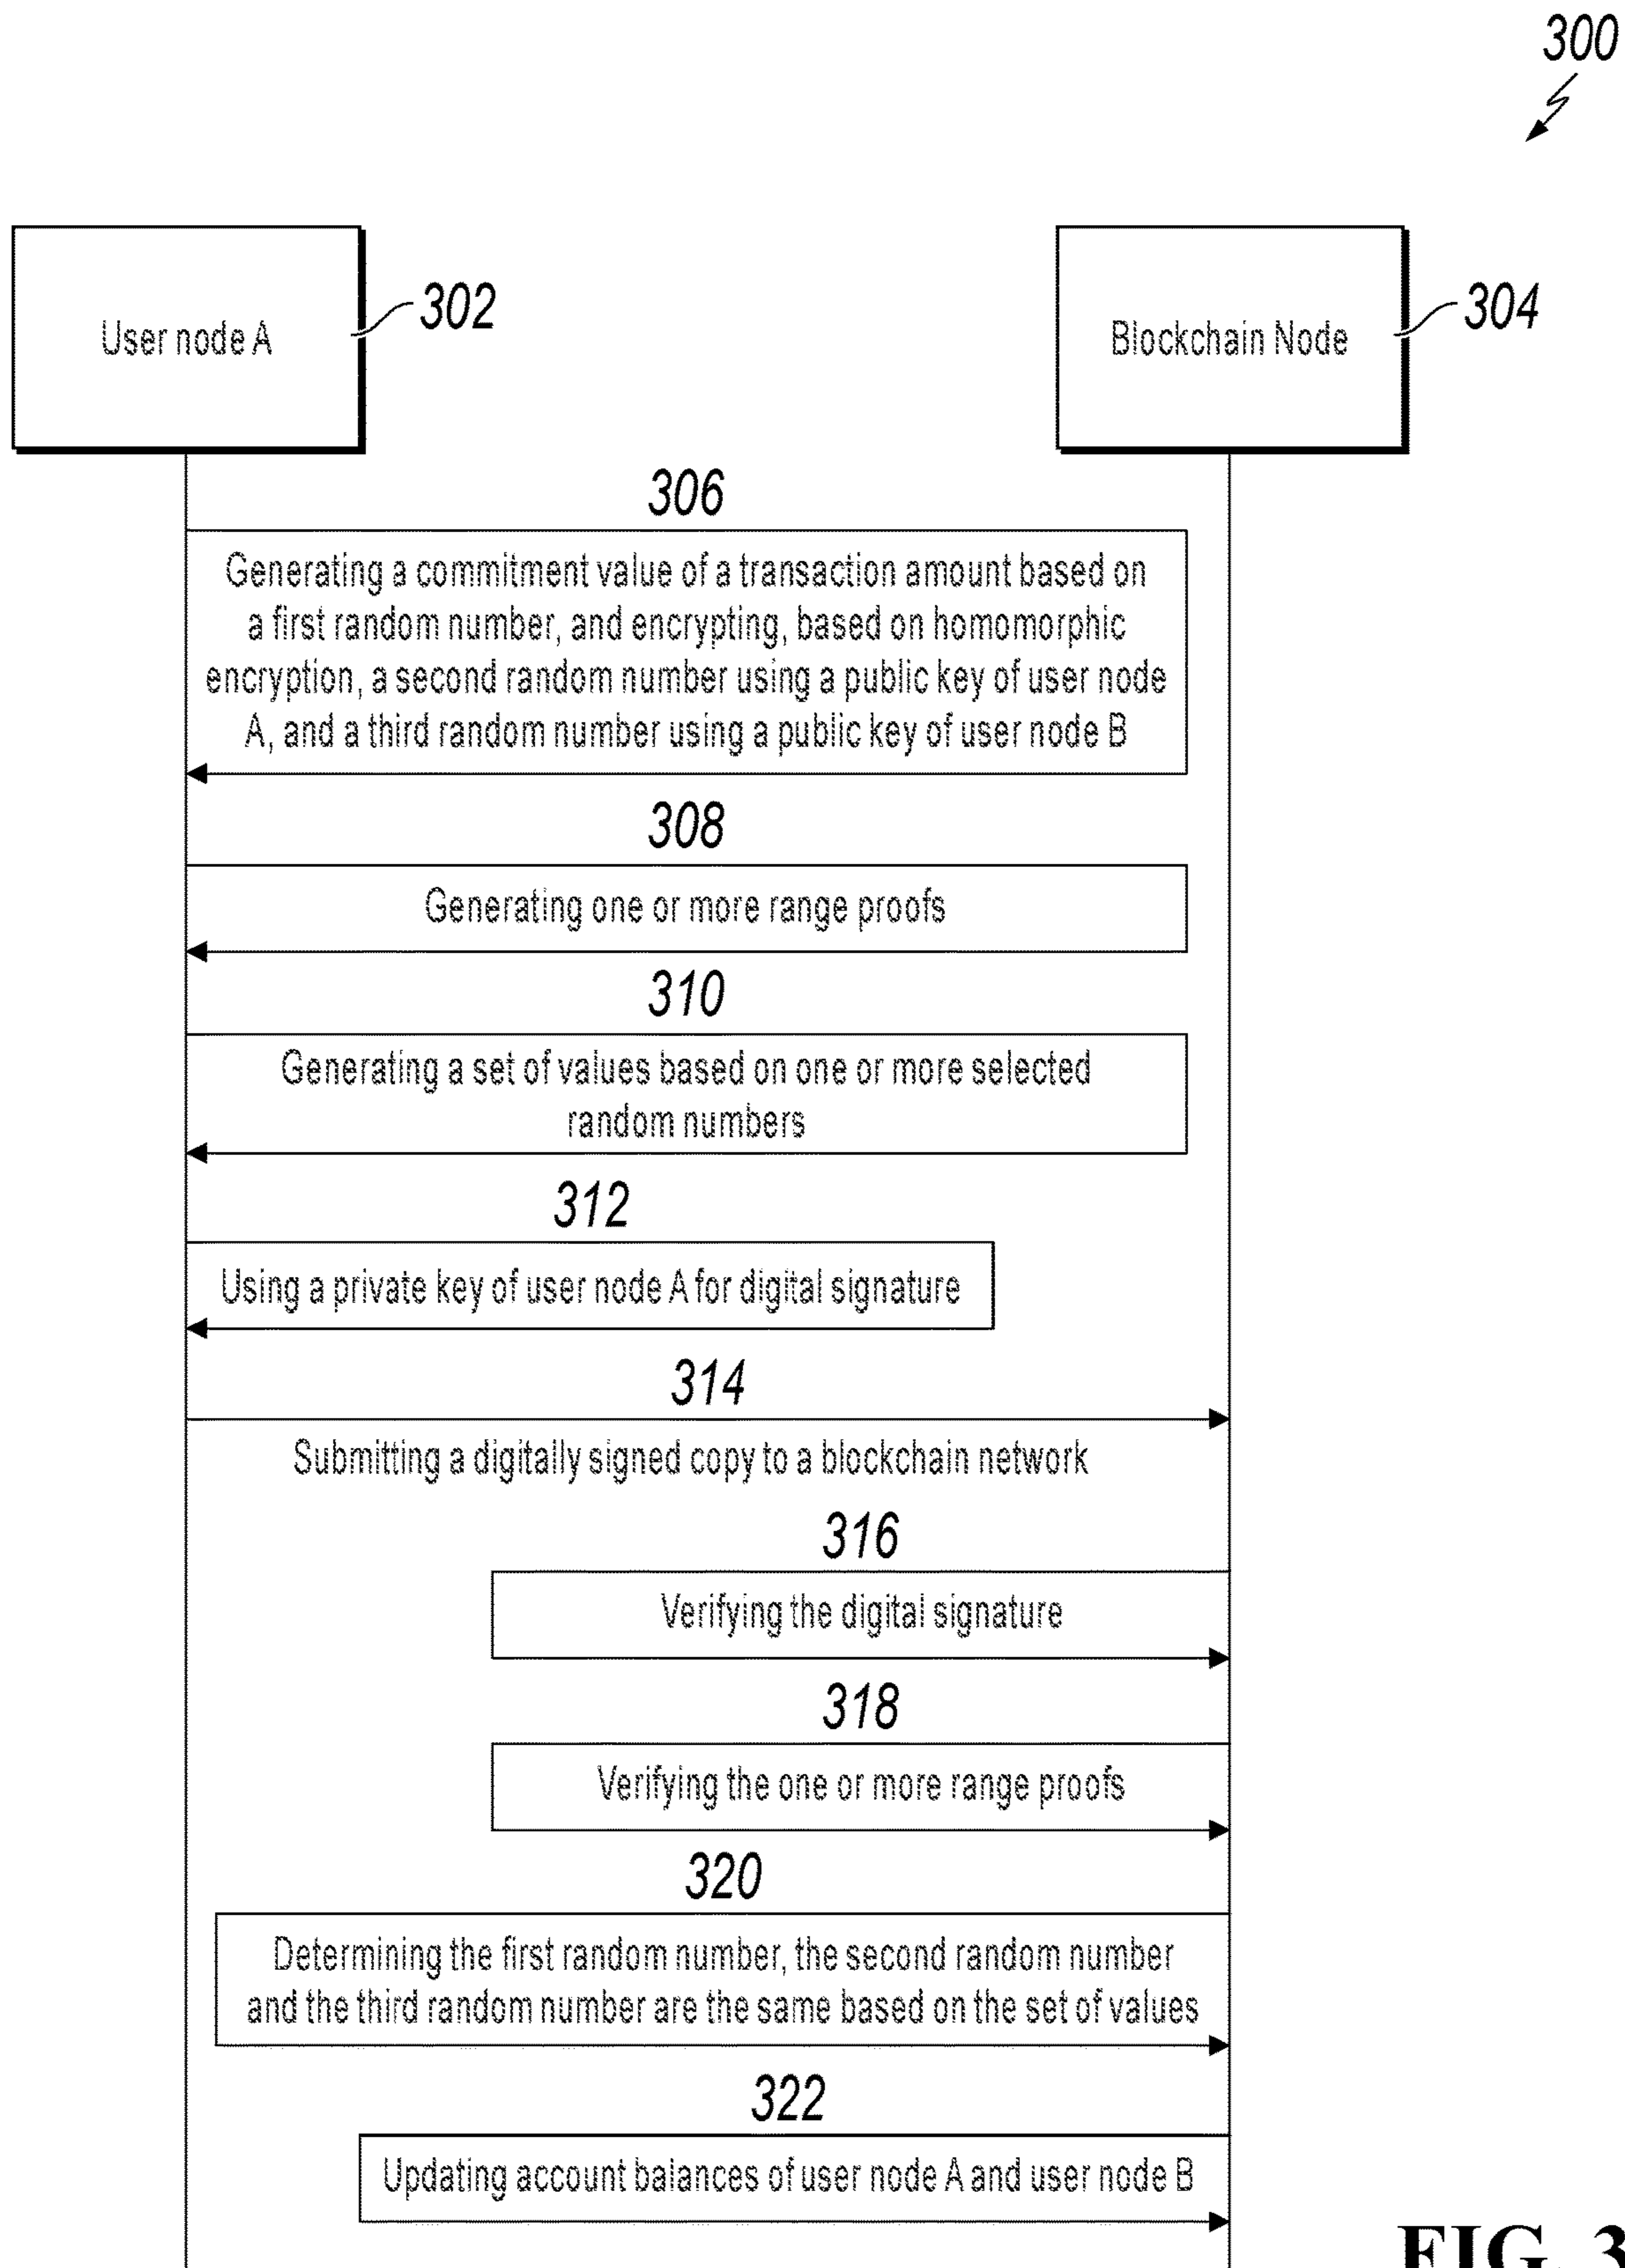 300
User node A
302
Blockchain Node
304
306
Generating a commitment value of a transaction amount based on
a first random number, and encrypting, based on homomorphic
encryption, a second random number using a public key of user node
A, and a third random number using a public key of user node B
308
Generating one or more range proofs
310
Generating a set of values based on one or more selected
random numbers
312
Using a private key of user node A for digital signature
314
Submitting a digitally signed copy to a blockchain network
316
Verifying the digital signature
318
Verifying the one or more range proofs
320
Determining the first random number, the second random number
and the third random number are the same based on the set of values
322
Updating account balances of user node A and user node B
FIG. 3